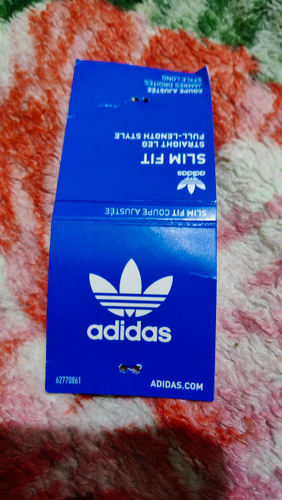 adidas
SLIM FIT
STRAIGHT LEG
FULL-LENGTH STYLE
COUPE AJUSTÉE
JAMBES DROITES
STYLE LONG
SLIM FIT COUPE AJUSTÉE
adidas
62770861
ADIDAS.COM